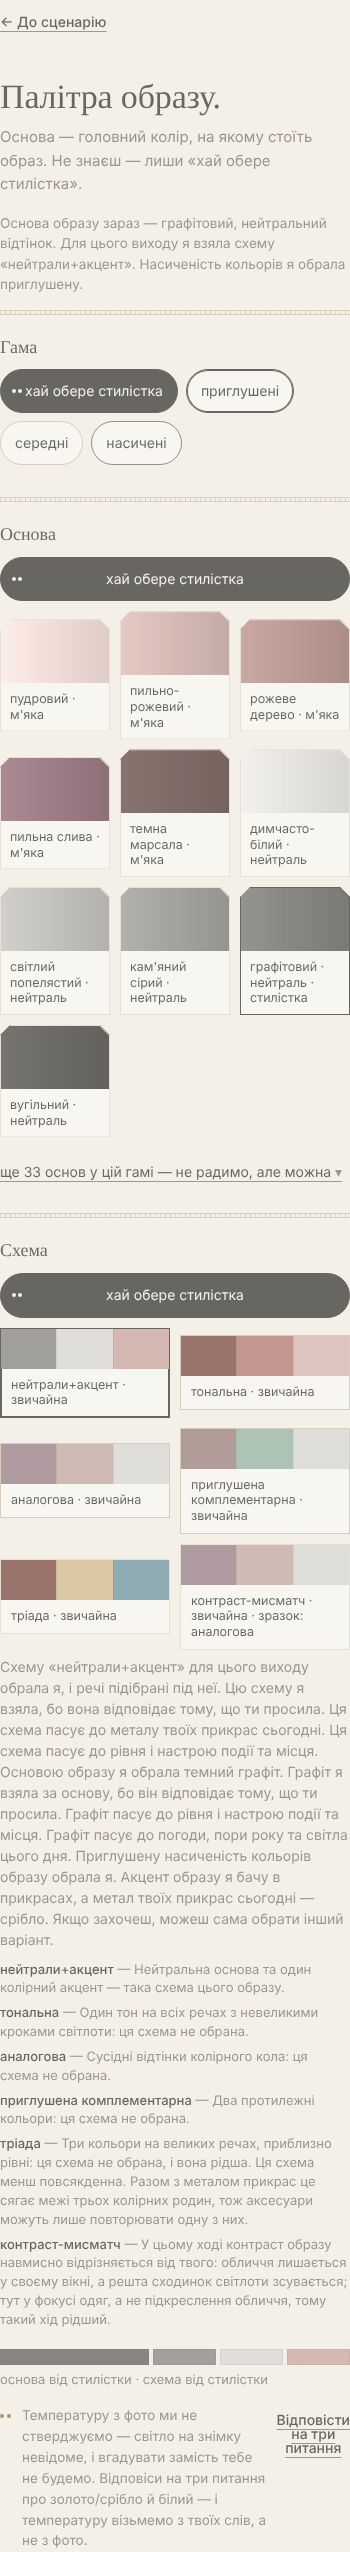 ← До сценарію
Палітра образу.
Основа — головний колір, на якому стоїть
образ. Не знаєш — лиши «хай обере
стилістка».
Основа образу зараз — графітовий, нейтральний
відтінок. Для цього виходу я взяла схему
«нейтрали+акцент». Насиченість кольорів я обрала
приглушену.
Гама
хай обере стилістка
приглушені
середні
насичені
Основа
хай обере стилістка
пудровий ·
м'яка
пильно-
рожевий ·
м'яка
рожеве
дерево · м'яка
пильна слива ·
м'яка
темна
марсала ·
м'яка
димчасто-
білий ·
нейтраль
світлий
попелястий ·
нейтраль
кам'яний
сірий ·
нейтраль
графітовий ·
нейтраль ·
стилістка
вугільний ·
нейтраль
ще 33 основ у цій гамі — не радимо, але можна ▾
Схема
хай обере стилістка
нейтрали+акцент ·
звичайна
тональна · звичайна
аналогова · звичайна
приглушена
комплементарна ·
звичайна
тріада · звичайна
контраст-мисматч ·
звичайна · зразок:
аналогова
Схему «нейтрали+акцент» для цього виходу
обрала я, і речі підібрані під неї. Цю схему я
взяла, бо вона відповідає тому, що ти просила. Ця
схема пасує до металу твоїх прикрас сьогодні. Ця
схема пасує до рівня і настрою події та місця.
Основою образу я обрала темний графіт. Графіт я
взяла за основу, бо він відповідає тому, що ти
просила. Графіт пасує до рівня і настрою події та
місця. Графіт пасує до погоди, пори року та світла
цього дня. Приглушену насиченість кольорів
образу обрала я. Акцент образу я бачу в
прикрасах, а метал твоїх прикрас сьогодні —
срібло. Якщо захочеш, можеш сама обрати інший
варіант.
нейтрали+акцент — Нейтральна основа та один
колірний акцент — така схема цього образу.
тональна — Один тон на всіх речах з невеликими
кроками світлоти: ця схема не обрана.
аналогова — Сусідні відтінки колірного кола: ця
схема не обрана.
приглушена комплементарна — Два протилежні
кольори: ця схема не обрана.
тріада — Три кольори на великих речах, приблизно
рівні: ця схема не обрана, і вона рідша. Ця схема
менш повсякденна. Разом з металом прикрас це
сягає межі трьох колірних родин, тож аксесуари
можуть лише повторювати одну з них.
контраст-мисматч — У цьому ході контраст образу
навмисно відрізняється від твого: обличчя лишається
у своєму вікні, а решта сходинок світлоти зсувається;
тут у фокусі одяг, а не підкреслення обличчя, тому
такий хід рідший.
основа від стилістки · схема від стилістки
Температуру з фото ми не
стверджуємо — світло на знімку
невідоме, і вгадувати замість тебе
не будемо. Відповіси на три питання
про золото/срібло й білий — і
температуру візьмемо з твоїх слів, а
не з фото.
Відповісти
на три
питання